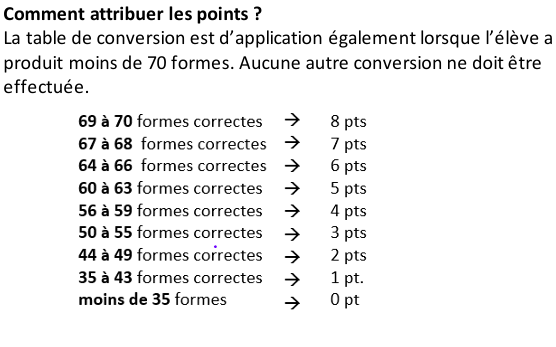 Comment attribuer les points ?
La table de conversion est d’application également lorsque l’élève a
produit moins de 70 formes. Aucune autre conversion ne doit être
effectuée.
69 à 70 formes correctes → 8 pts
67 à 68 formes correctes → 7 pts
64 à 66 formes correctes → 6 pts
60 à 63 formes correctes → 5 pts
56 à 59 formes correctes → 4 pts
50 à 55 formes correctes → 3 pts
44 à 49 formes correctes → 2 pts
35 à 43 formes correctes → 1 pt.
moins de 35 formes → 0 pt